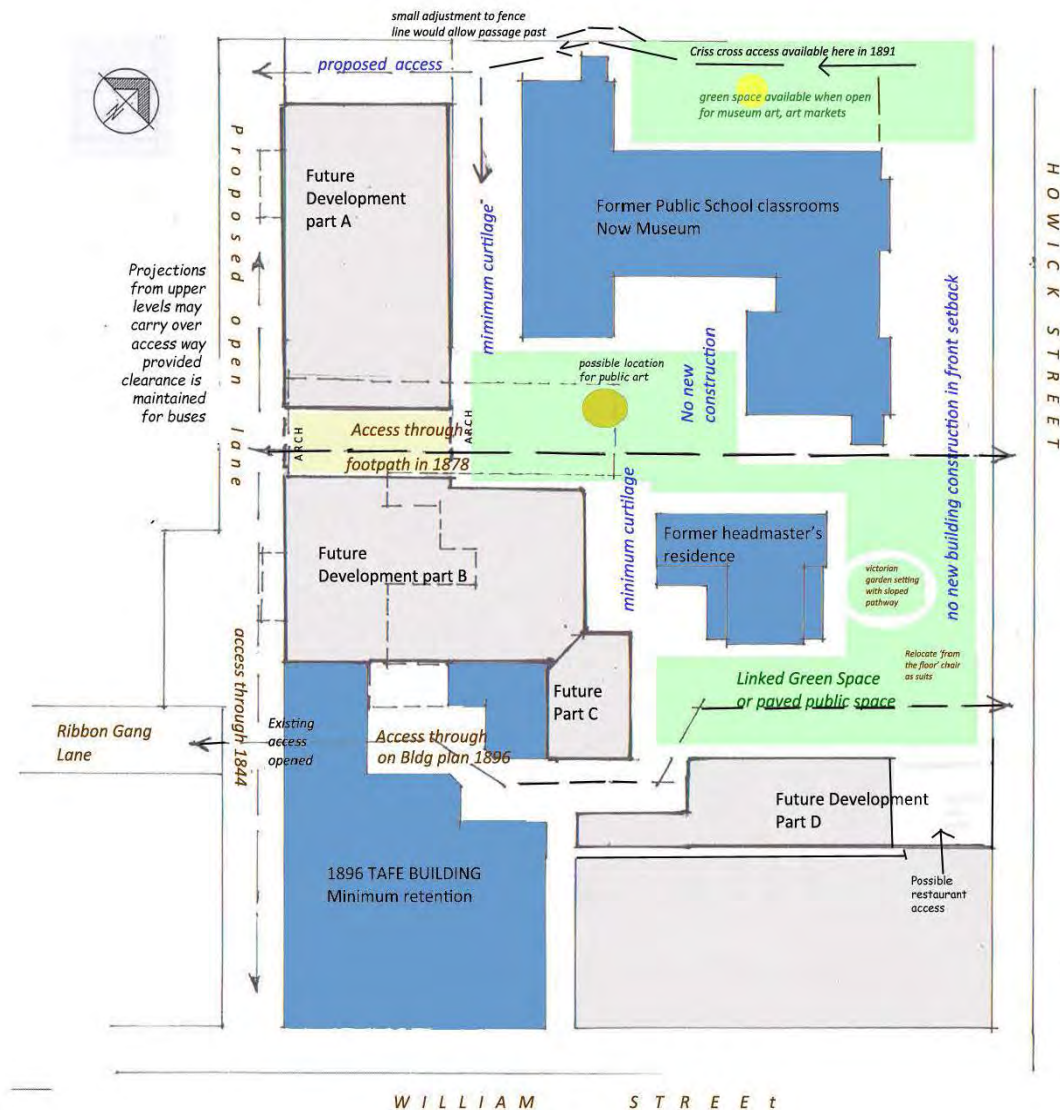 small adjustment to fence
line would allow passage past
Criss cross access available here in 1891
proposed access
green space available when open
for museum art, art markets
N
PROPOSED open lane
Future
Development
part A
Former Public School classrooms
Now Museum
HOWICK STREET
mimimum curtilage"
Projections
from upper
levels may
carry over
access way
provided
clearance is
maintained
for buses
No new
construction
no new building construction in front setback
possible location
for public art
ARCH
ARCH
Access through
footpath in 1878
minimum curtilage
Former headmaster's
residence
Future
Development part B
victorian
garden setting
with sloped
pathway
Relocate 'from
the floor' chair
as suits
access through 1844
Future
Part C
Linked Green Space
or paved public space
Ribbon Gang
Lane
Existing
access
opened
Access through
on Bldg plan 1896
Future Development
Part D
1896 TAFE BUILDING
Minimum retention
Possible
restaurant
access
WILLIAM STREEt